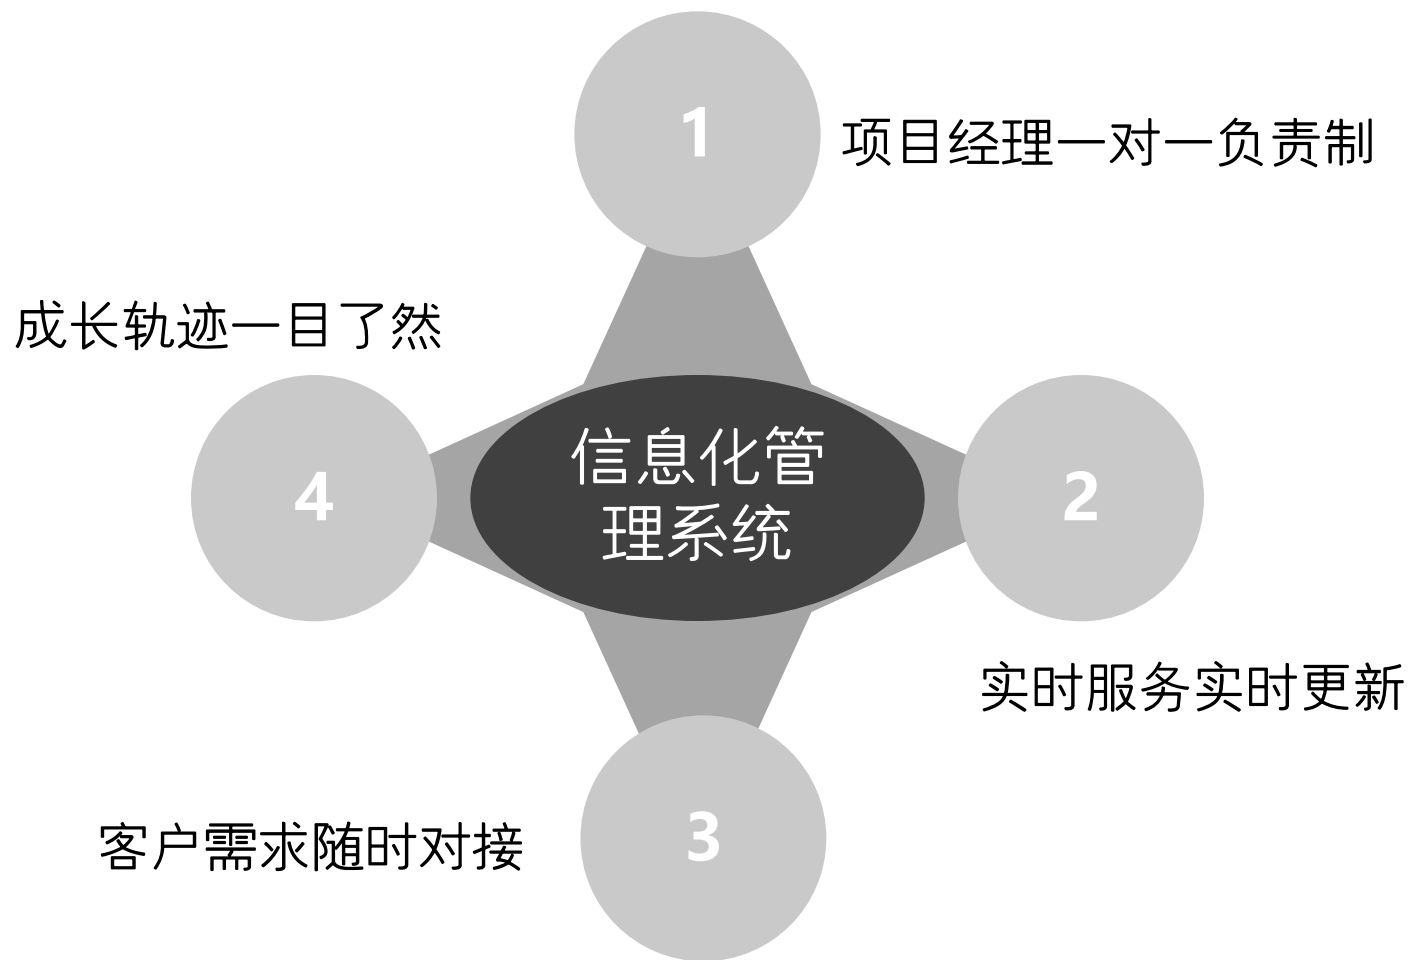 1
项目经理一对一负责制
成长轨迹一目了然
信息化管
理系统
4
2
实时服务实时更新
3
客户需求随时对接